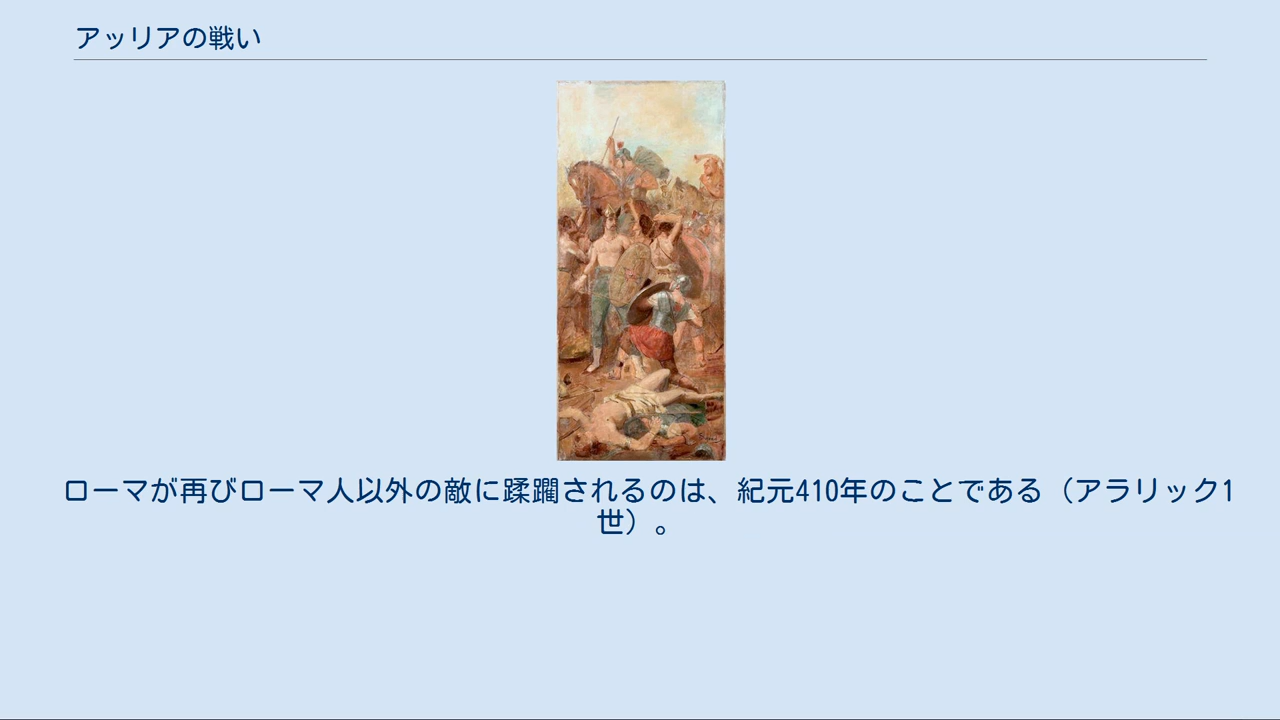 アッリアの戦い
ローマが再びローマ人以外の敵に蹂躙されるのは、紀元410年のことである（アラリック1
世）。